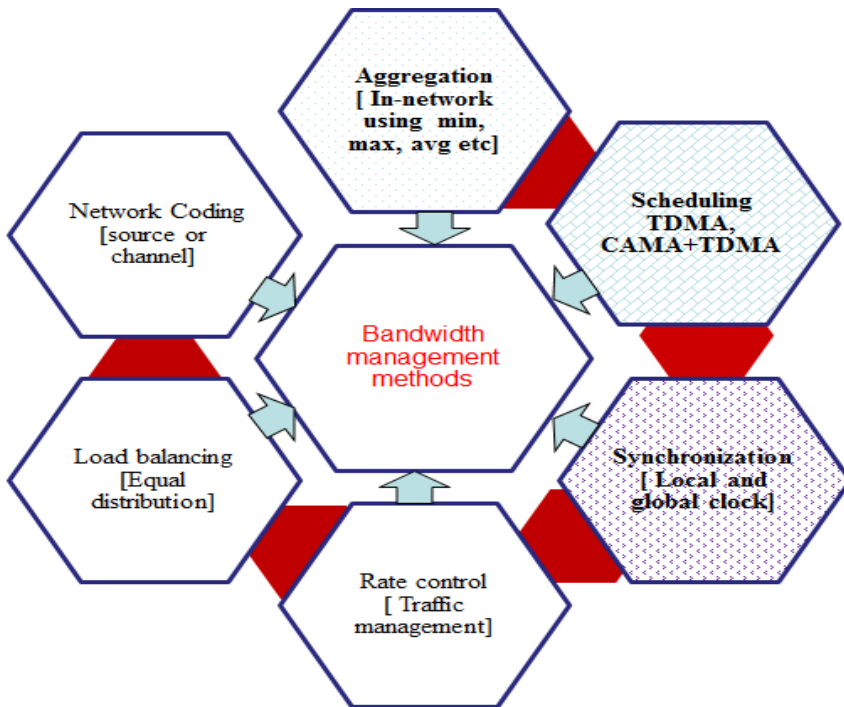 Aggregation
[ In-network
using min,
max, avg etc]
Scheduling
TDMA,
CAMA+TDMA
Network Coding
[source or
channel]
Bandwidth
management
methods
Load balancing
[Equal
distribution]
Synchronization
[ Local and
global clock]
Rate control
[ Traffic
management]